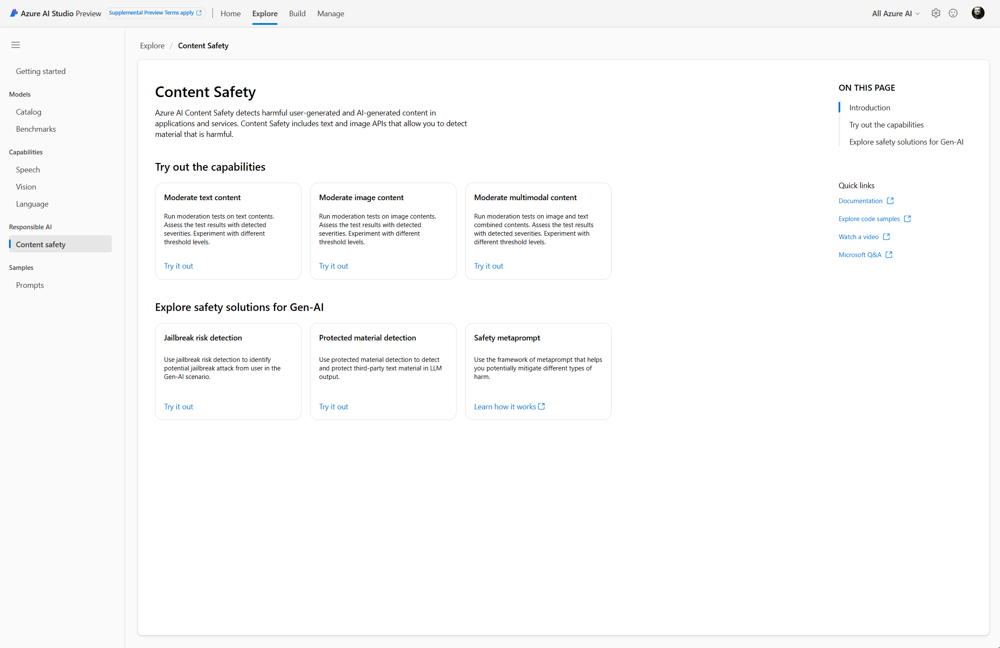 Azure AI Studio Preview
Supplemental Preview Terms apply
Home
Explore
Build
Manage
All Azure AI
Getting started
Models
Catalog
Benchmarks
Capabilities
Speech
Vision
Language
Responsible AI
Content safety
Samples
Prompts
Explore / Content Safety
Content Safety
Azure AI Content Safety detects harmful user-generated and AI-generated content in
applications and services. Content Safety includes text and image APIs that allow you to detect
material that is harmful.
Try out the capabilities
Moderate text content
Run moderation tests on text contents.
Assess the test results with detected
severities. Experiment with different
threshold levels.
Try it out
Moderate image content
Run moderation tests on image contents.
Assess the test results with detected
severities. Experiment with different
threshold levels.
Try it out
Moderate multimodal content
Run moderation tests on image and text
combined contents. Assess the test results
with detected severities. Experiment with
different threshold levels.
Try it out
Explore safety solutions for Gen-AI
Jailbreak risk detection
Use jailbreak risk detection to identify
potential jailbreak attack from user in the
Gen-AI scenario.
Try it out
Protected material detection
Use protected material detection to detect
and protect third-party text material in LLM
output.
Try it out
Safety metaprompt
Use the framework of metaprompt that helps
you potentially mitigate different types of
harm.
Learn how it works
ON THIS PAGE
Introduction
Try out the capabilities
Explore safety solutions for Gen-AI
Quick links
Documentation
Explore code samples
Watch a video
Microsoft Q&A